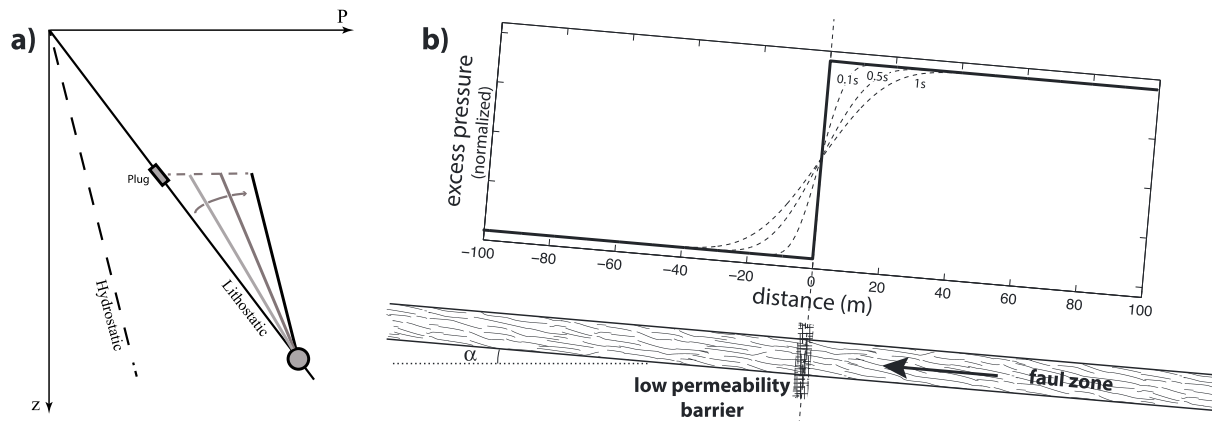 a)
P
Plug
Hydrostatic
Lithostatic
z
b)
excess pressure
(normalized)
0.1s
0.5s
1s
−100
−80
−60
−40
−20
0
20
40
60
80
100
distance (m)
α
low permeability
barrier
faul zone